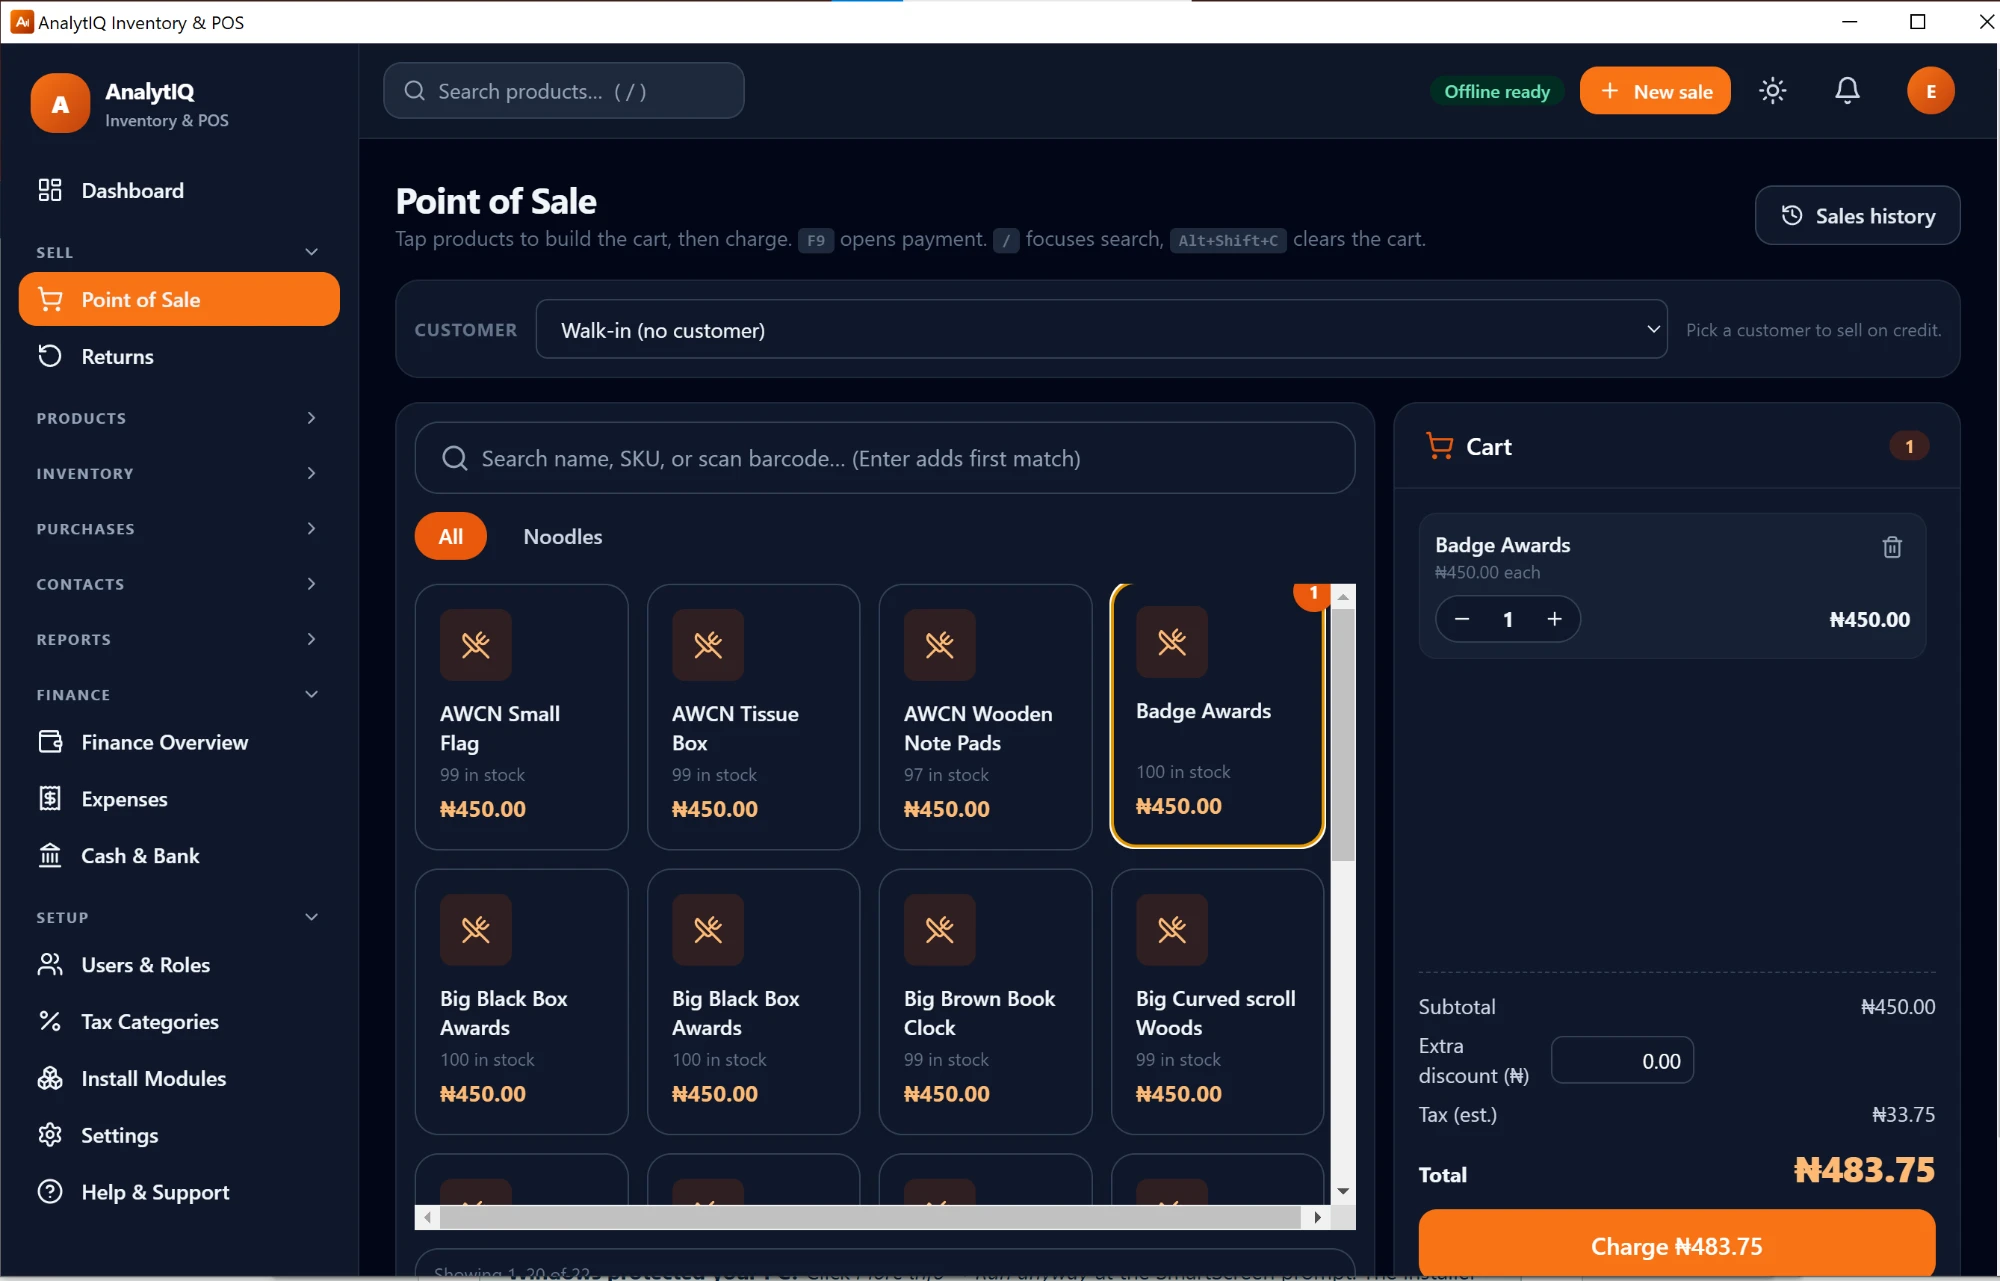 AnalytIQ Inventory & POS
A
AnalytIQ
Inventory & POS
Search products... ( / )
Offline ready
+ New sale
E
Dashboard
SELL
Point of Sale
Returns
PRODUCTS
INVENTORY
PURCHASES
CONTACTS
REPORTS
FINANCE
Finance Overview
Expenses
Cash & Bank
SETUP
Users & Roles
Tax Categories
Install Modules
Settings
Help & Support
Point of Sale
Tap products to build the cart, then charge. F9 opens payment. / focuses search, Alt+Shift+C clears the cart.
Sales history
CUSTOMER
Walk-in (no customer)
Pick a customer to sell on credit.
Search name, SKU, or scan barcode... (Enter adds first match)
All
Noodles
AWCN Small
Flag
99 in stock
₦450.00
AWCN Tissue
Box
99 in stock
₦450.00
AWCN Wooden
Note Pads
97 in stock
₦450.00
1
Badge Awards
100 in stock
₦450.00
Big Black Box
Awards
100 in stock
₦450.00
Big Black Box
Awards
100 in stock
₦450.00
Big Brown Book
Clock
99 in stock
₦450.00
Big Curved scroll
Woods
99 in stock
₦450.00
Showing 1-20 of 22
Cart
1
Badge Awards
₦450.00 each
− 1 +
₦450.00
Subtotal
₦450.00
Extra
discount (₦)
0.00
Tax (est.)
₦33.75
Total
₦483.75
Charge ₦483.75